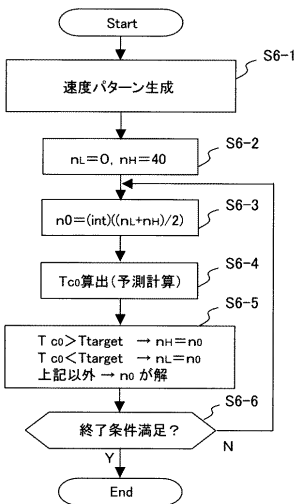 Start
S6-1
速度パターン生成
S6-2
nL=0, nH=40
S6-3
n0=(int)((nL+nH)/2)
S6-4
Tc0算出(予測計算)
S6-5
Tc0>Ttarget → nH=n0
Tc0<Ttarget → nL=n0
上記以外 → n0 が解
S6-6
終了条件満足?
N
Y
End